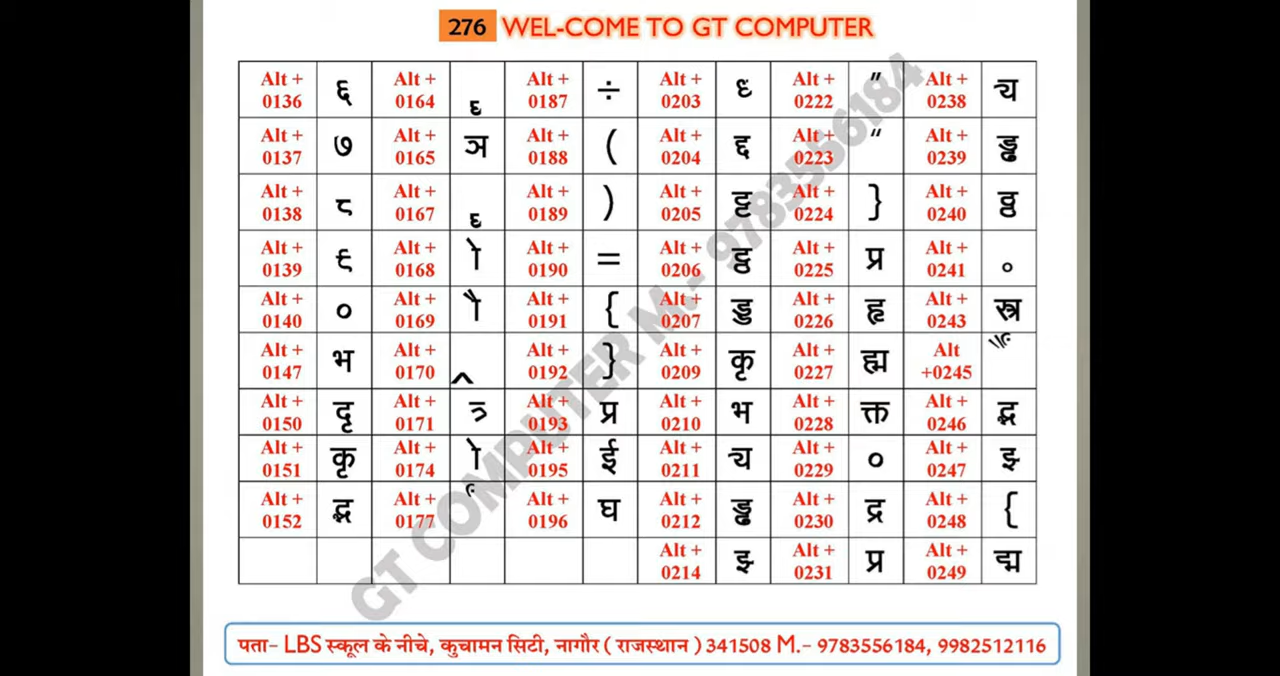 276 WEL-COME TO GT COMPUTER
Alt + 0136 ६ Alt + 0164 Alt + 0187 ÷ Alt + 0203 Alt + 0222 " Alt + 0238 च्य
Alt + 0137 ७ Alt + 0165 ञ Alt + 0188 ( Alt + 0204 द्द Alt + 0223 " Alt + 0239 ड्ढ
Alt + 0138 ८ Alt + 0167 Alt + 0189 ) Alt + 0205 ट्ट Alt + 0224 } Alt + 0240 ठ्ठ
Alt + 0139 ९ Alt + 0168 ो Alt + 0190 = Alt + 0206 ट्ठ Alt + 0225 प्र Alt + 0241 ॰
Alt + 0140 ० Alt + 0169 ौ Alt + 0191 { Alt + 0207 ड्ड Alt + 0226 हृ Alt + 0243 स्त्र
Alt + 0147 भ Alt + 0170 ^ Alt + 0192 } Alt + 0209 कृ Alt + 0227 ह्म Alt +0245
Alt + 0150 दृ Alt + 0171 त्र Alt + 0193 प्र Alt + 0210 भ Alt + 0228 क्त Alt + 0246 द्भ
Alt + 0151 कृ Alt + 0174 ो Alt + 0195 ई Alt + 0211 च्य Alt + 0229 ० Alt + 0247 इ
Alt + 0152 द्भ Alt + 0177 Alt + 0196 घ Alt + 0212 ड्ढ Alt + 0230 द्र Alt + 0248 {
Alt + 0214 इ Alt + 0231 प्र Alt + 0249 द्म
GT COMPUTER M.- 9783556184
पता- LBS स्कूल के नीचे, कुचामन सिटी, नागौर ( राजस्थान ) 341508 M.- 9783556184, 9982512116